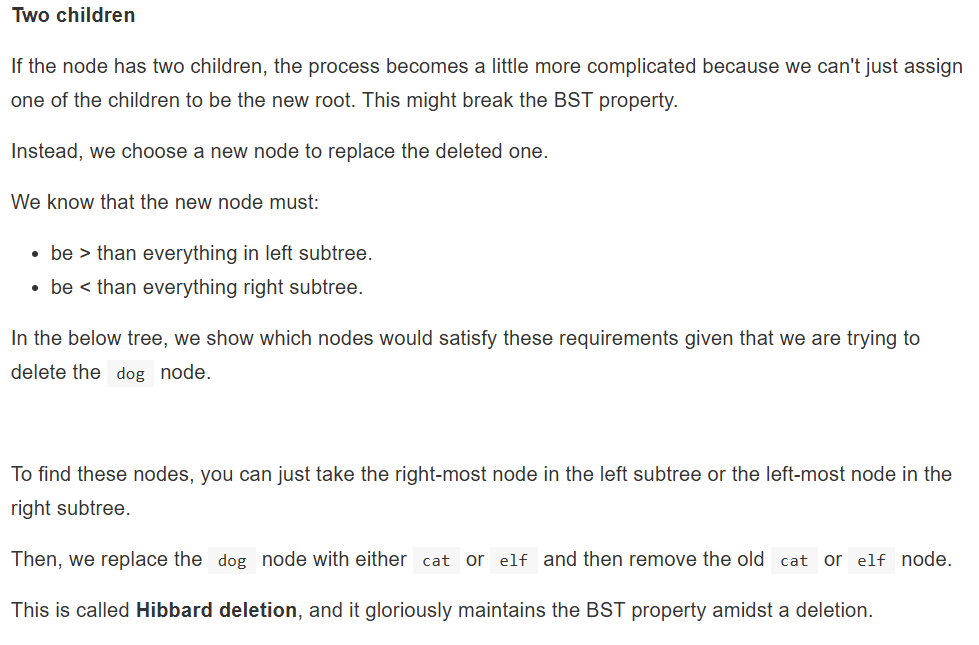 Two children
If the node has two children, the process becomes a little more complicated because we can't just assign
one of the children to be the new root. This might break the BST property.
Instead, we choose a new node to replace the deleted one.
We know that the new node must:
• be > than everything in left subtree.
• be < than everything right subtree.
In the below tree, we show which nodes would satisfy these requirements given that we are trying to
delete the dog node.
To find these nodes, you can just take the right-most node in the left subtree or the left-most node in the
right subtree.
Then, we replace the dog node with either cat or elf and then remove the old cat or elf node.
This is called Hibbard deletion, and it gloriously maintains the BST property amidst a deletion.